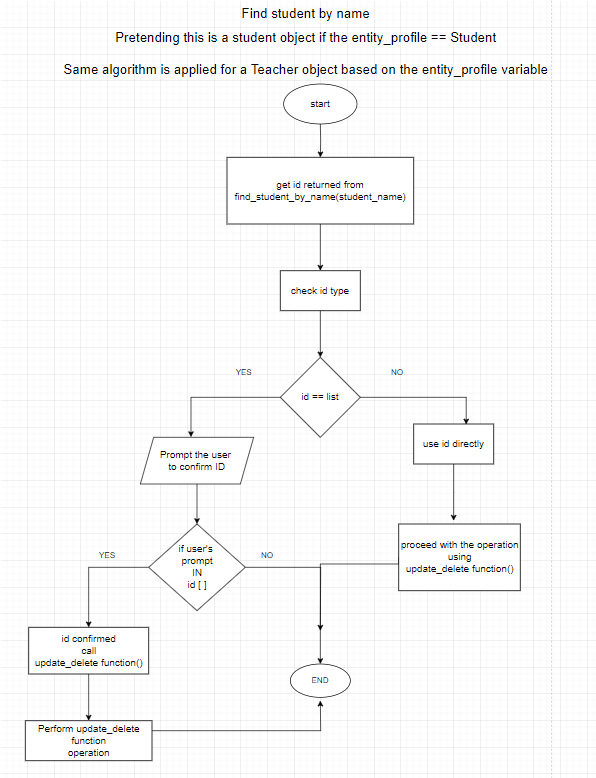 Find student by name
Pretending this is a student object if the entity_profile == Student
Same algorithm is applied for a Teacher object based on the entity_profile variable
start
get id returned from
find_student_by_name(student_name)
check id type
YES
NO
id == list
Prompt the user
to confirm ID
use id directly
if user's
prompt
IN
id [ ]
YES
NO
proceed with the operation
using
update_delete function()
id confirmed
call
update_delete function()
END
Perform update_delete
function
operation